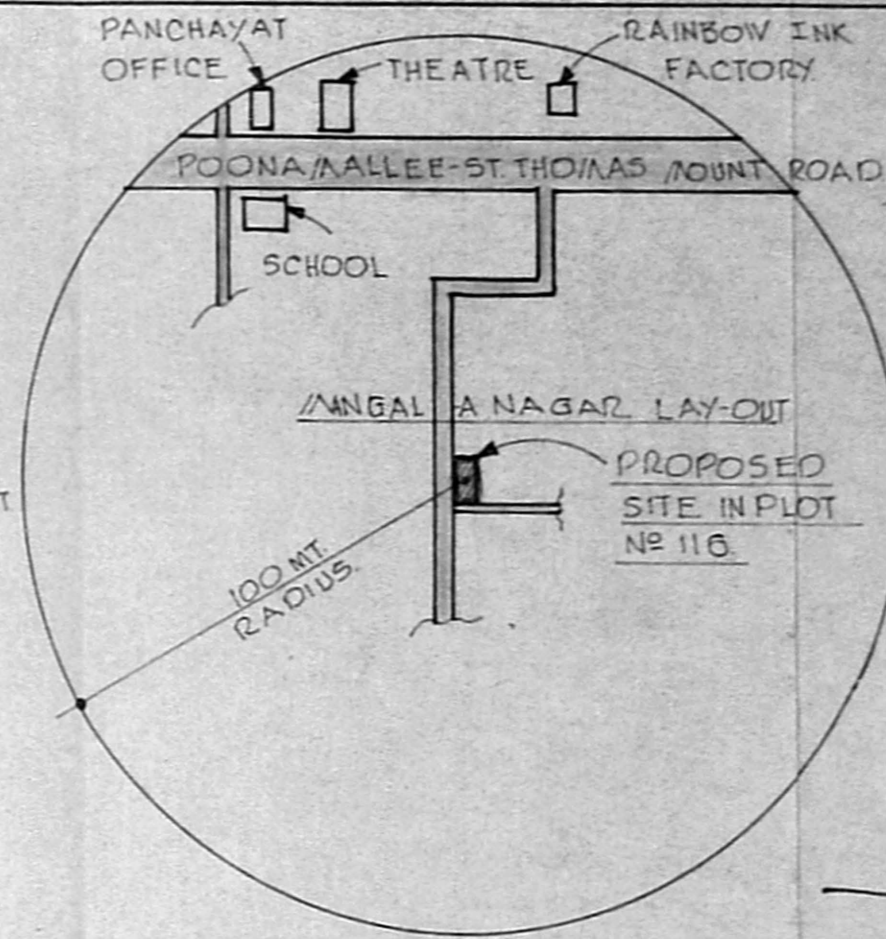 PANCHAYAT
OFFICE
THEATRE
RAINBOW INK
FACTORY.
POONAMALLEE-ST. THOMAS MOUNT ROAD
SCHOOL
MANGALA NAGAR LAY-OUT
PROPOSED
SITE IN PLOT
Nº 116.
100 MT.
RADIUS.
T